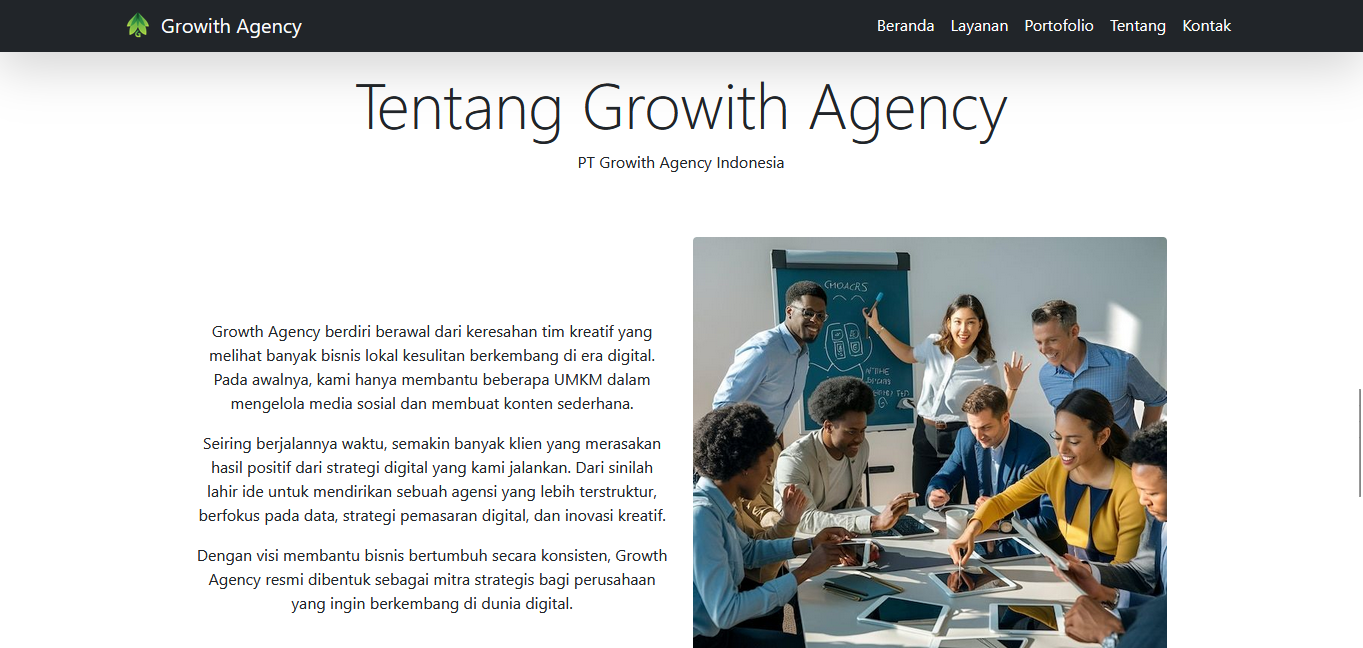 Growith Agency
Beranda Layanan Portofolio Tentang Kontak
Tentang Growith Agency
PT Growith Agency Indonesia
Growth Agency berdiri berawal dari keresahan tim kreatif yang
melihat banyak bisnis lokal kesulitan berkembang di era digital.
Pada awalnya, kami hanya membantu beberapa UMKM dalam
mengelola media sosial dan membuat konten sederhana.
Seiring berjalannya waktu, semakin banyak klien yang merasakan
hasil positif dari strategi digital yang kami jalankan. Dari sinilah
lahir ide untuk mendirikan sebuah agensi yang lebih terstruktur,
berfokus pada data, strategi pemasaran digital, dan inovasi kreatif.
Dengan visi membantu bisnis bertumbuh secara konsisten, Growth
Agency resmi dibentuk sebagai mitra strategis bagi perusahaan
yang ingin berkembang di dunia digital.